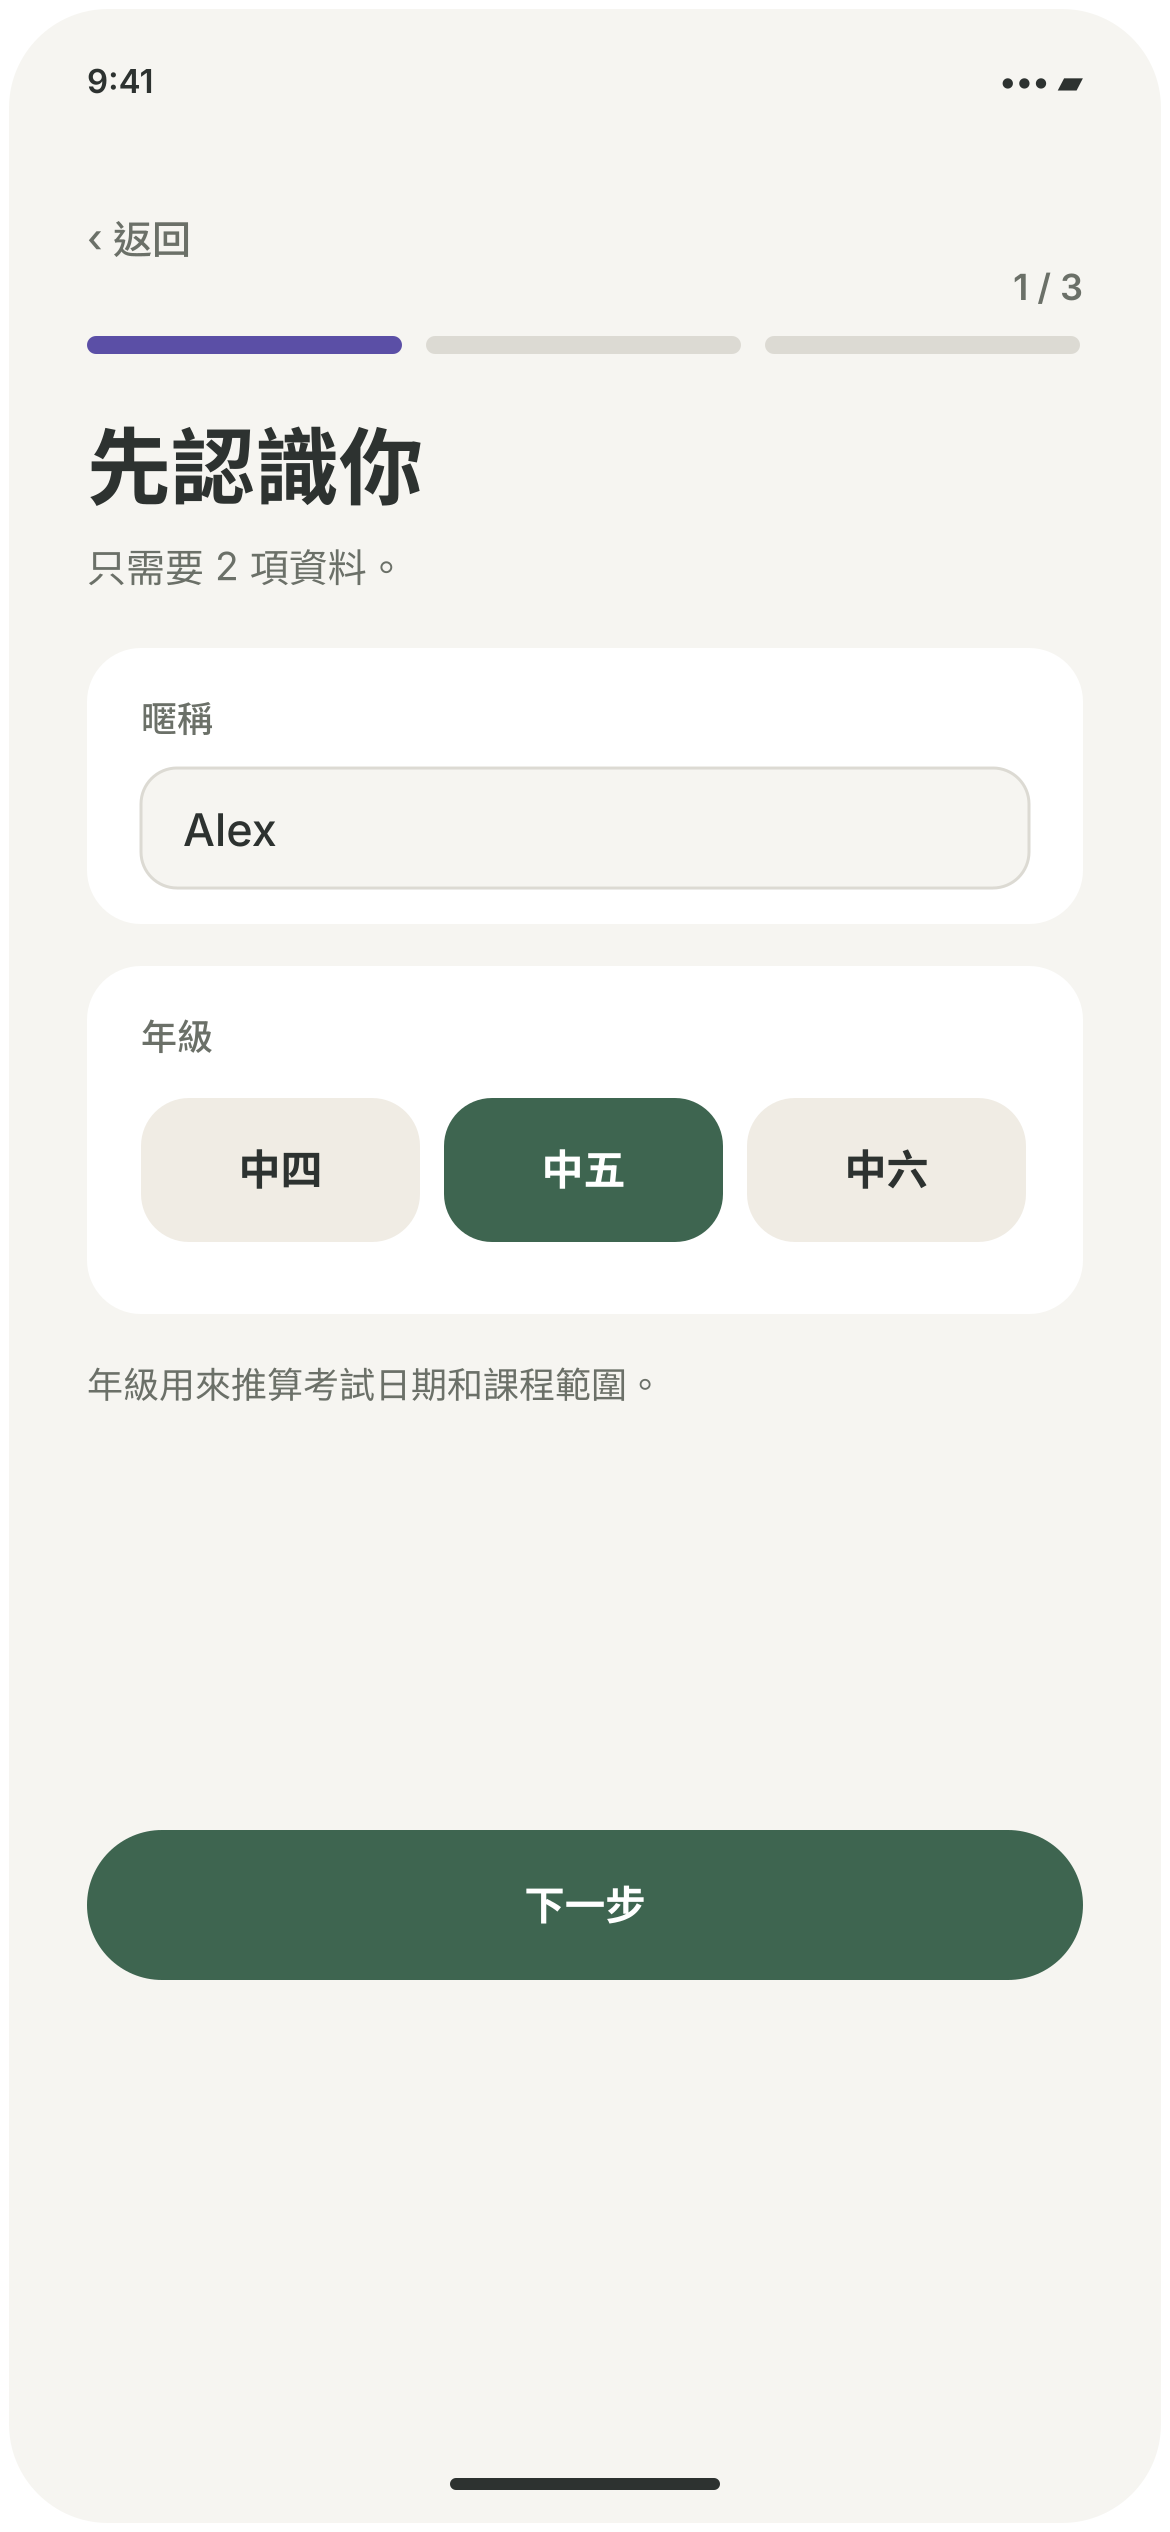 9:41
‹ 返回
1 / 3
先認識你
只需要 2 項資料。
暱稱
Alex
年級
中四
中五
中六
年級用來推算考試日期和課程範圍。
下一步